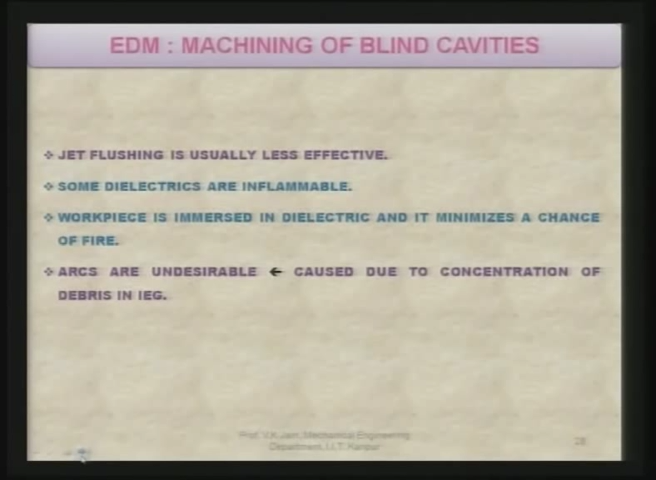 EDM : MACHINING OF BLIND CAVITIES
❖ JET FLUSHING IS USUALLY LESS EFFECTIVE.
❖ SOME DIELECTRICS ARE INFLAMMABLE.
❖ WORKPIECE IS IMMERSED IN DIELECTRIC AND IT MINIMIZES A CHANCE
OF FIRE.
❖ ARCS ARE UNDESIRABLE ← CAUSED DUE TO CONCENTRATION OF
DEBRIS IN IEG.
Prof. V.K.Jain, Mechanical Engineering
Department, I.I.T. Kanpur
28